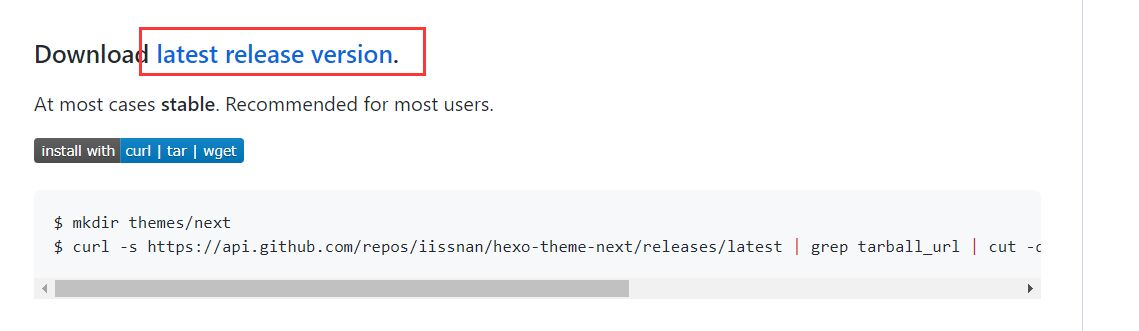 Download latest release version.
At most cases stable. Recommended for most users.
install with curl | tar | wget
$ mkdir themes/next
$ curl -s https://api.github.com/repos/iissnan/hexo-theme-next/releases/latest | grep tarball_url | cut -d